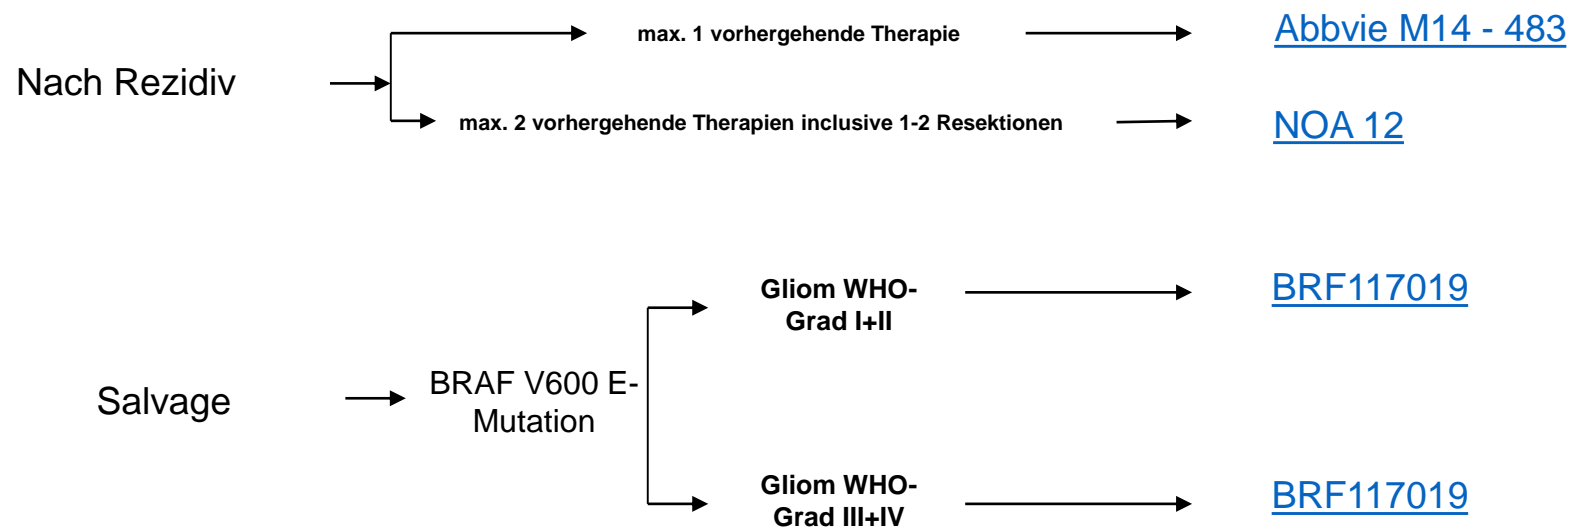 max. 1 vorhergehende Therapie
Abbvie M14 - 483
Nach Rezidiv
max. 2 vorhergehende Therapien inclusive 1-2 Resektionen
NOA 12
Gliom WHO-
Grad I+II
BRF117019
Salvage
BRAF V600 E-
Mutation
Gliom WHO-
Grad III+IV
BRF117019